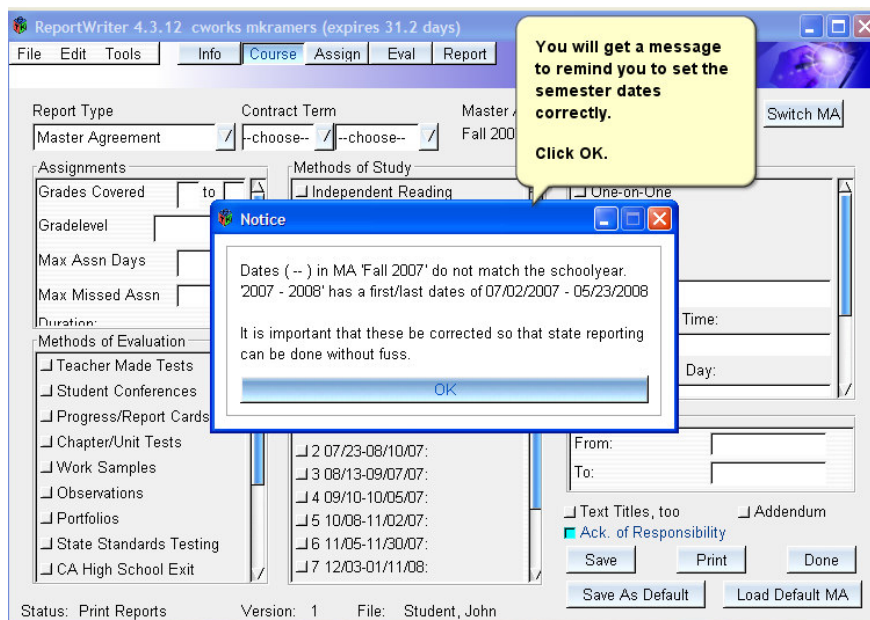 ReportWriter 4.3.12 cworks mkramers (expires 31.2 days)
File Edit Tools Info Course Assign Eval Report
You will get a message
to remind you to set the
semester dates
correctly.
Click OK.
Report Type Contract Term Master
Switch MA
Master Agreement --choose-- --choose-- Fall 200
Assignments
Methods of Study
Grades Covered to
Independent Reading
One-on-One
Gradelevel
Max Assn Days
Max Missed Assn
Duration:
Notice
Dates ( -- ) in MA 'Fall 2007' do not match the schoolyear.
'2007 - 2008' has a first/last dates of 07/02/2007 - 05/23/2008
It is important that these be corrected so that state reporting
can be done without fuss.
OK
Time:
Day:
Methods of Evaluation
Teacher Made Tests
Student Conferences
Progress/Report Cards
Chapter/Unit Tests
Work Samples
Observations
Portfolios
State Standards Testing
CA High School Exit
2 07/23-08/10/07:
3 08/13-09/07/07:
4 09/10-10/05/07:
5 10/08-11/02/07:
6 11/05-11/30/07:
7 12/03-01/11/08:
From:
To:
Text Titles, too Addendum
Ack. of Responsibility
Save Print Done
Save As Default Load Default MA
Status: Print Reports Version: 1 File: Student, John